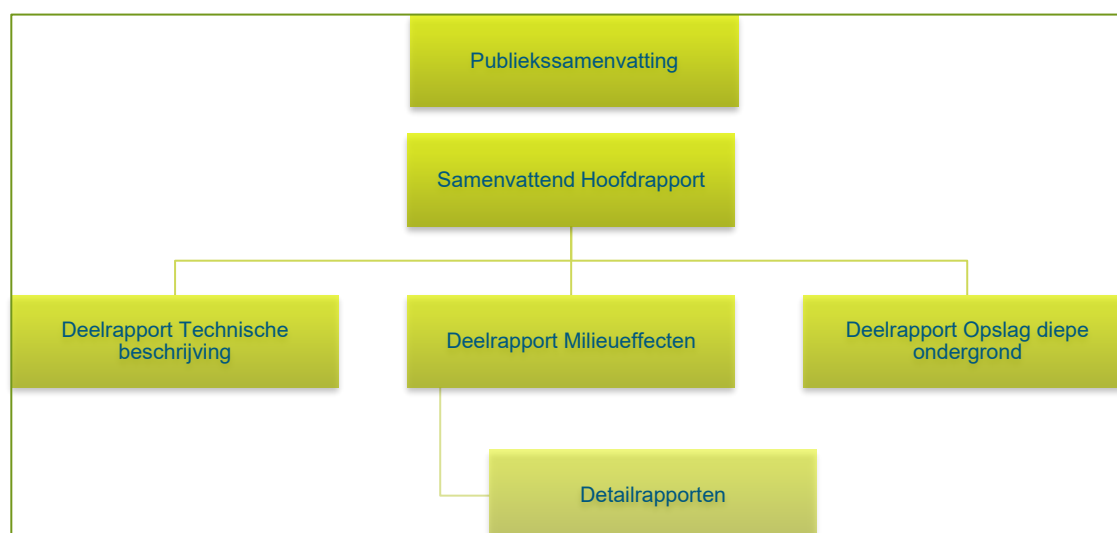 Publiekssamenvatting
Samenvattend Hoofdrapport
Deelrapport Technische
beschrijving
Deelrapport Milieueffecten
Deelrapport Opslag diepe
ondergrond
Detailrapporten